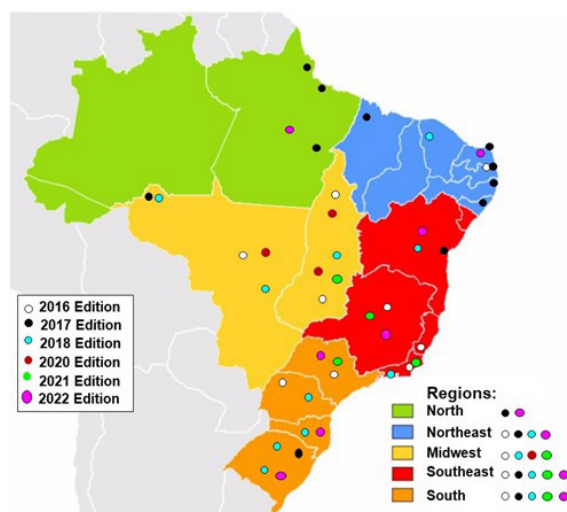 2016 Edition
2017 Edition
2018 Edition
2020 Edition
2021 Edition
2022 Edition
Regions:
North
Northeast
Midwest
Southeast
South